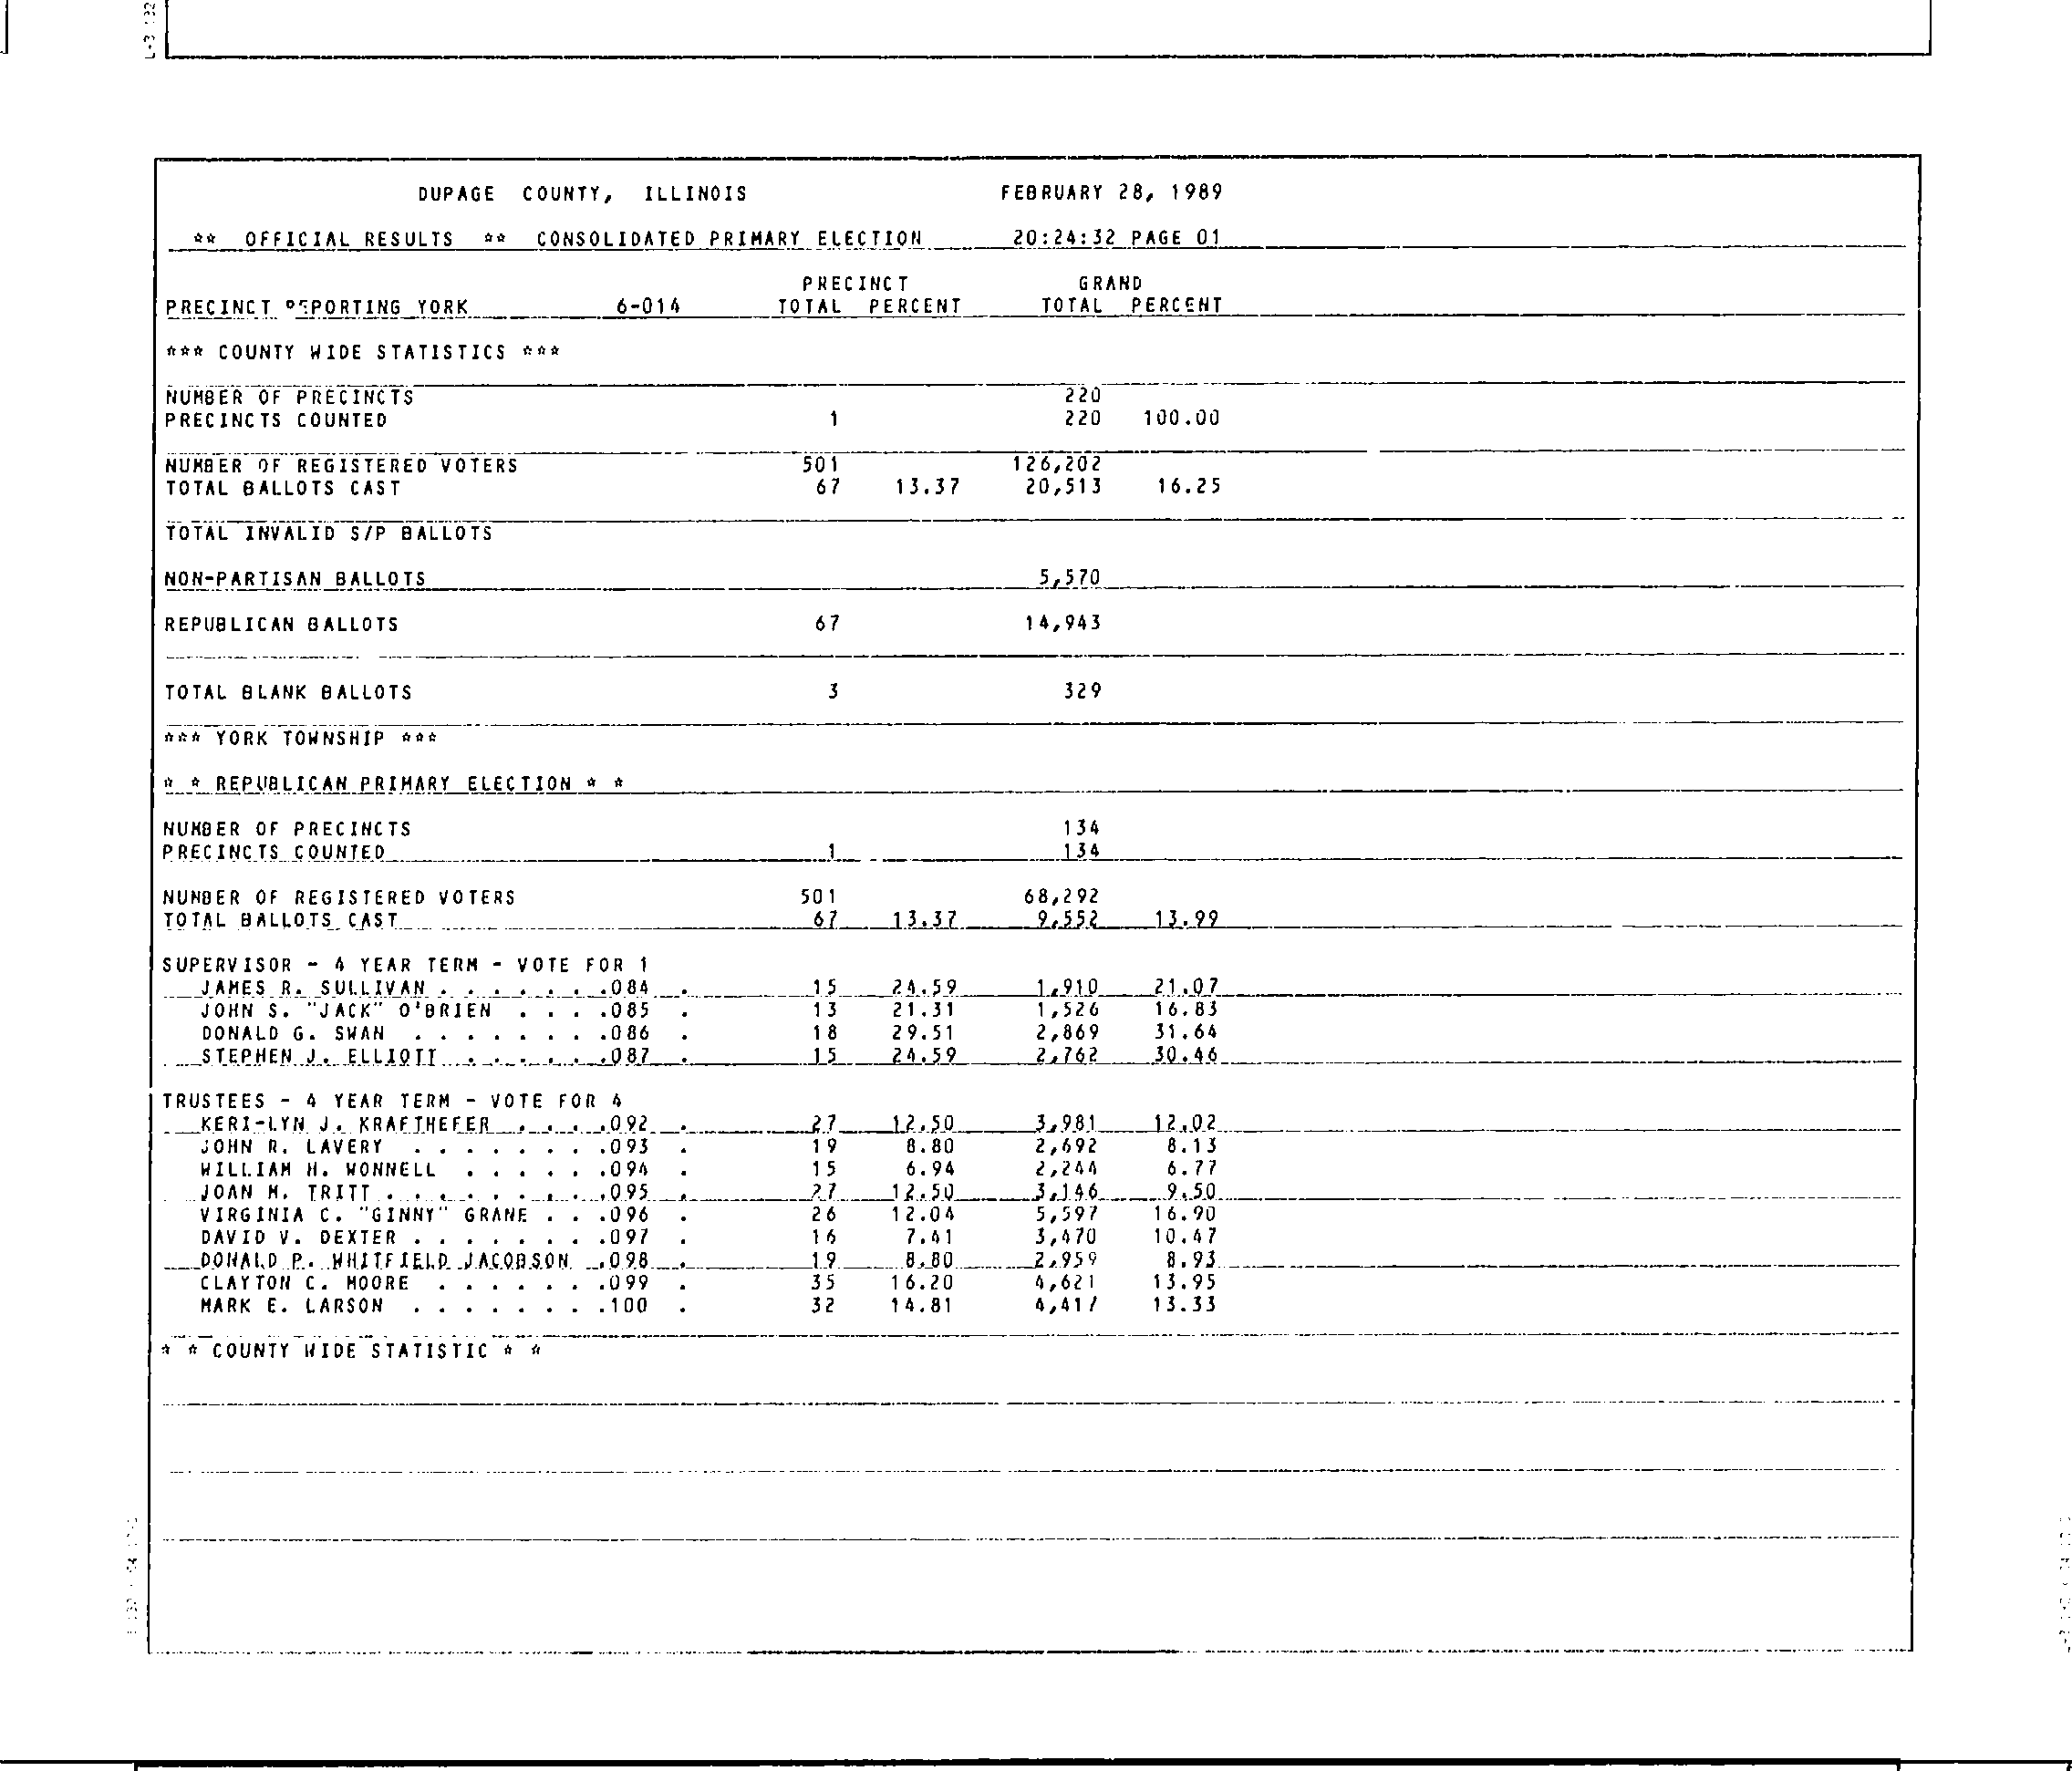 DUPAGE COUNTY, ILLINOIS FEBRUARY 28, 1989
** OFFICIAL RESULTS ** CONSOLIDATED PRIMARY ELECTION 20:24:32 PAGE 01
PRECINCT GRAND
PRECINCT REPORTING YORK 6-014 TOTAL PERCENT TOTAL PERCENT
*** COUNTY WIDE STATISTICS ***
NUMBER OF PRECINCTS 220
PRECINCTS COUNTED 1 220 100.00
NUMBER OF REGISTERED VOTERS 501 126,202
TOTAL BALLOTS CAST 67 13.37 20,513 16.25
TOTAL INVALID S/P BALLOTS
NON-PARTISAN BALLOTS 5,570
REPUBLICAN BALLOTS 67 14,943
TOTAL BLANK BALLOTS 3 329
*** YORK TOWNSHIP ***
* * REPUBLICAN PRIMARY ELECTION * *
NUMBER OF PRECINCTS 134
PRECINCTS COUNTED 1 134
NUMBER OF REGISTERED VOTERS 501 68,292
TOTAL BALLOTS CAST 67 13.37 9,552 13.99
SUPERVISOR - 4 YEAR TERM - VOTE FOR 1
JAMES R. SULLIVAN . . . . . . .084 . 15 24.59 1,910 21.07
JOHN S. "JACK" O'BRIEN . . . .085 . 13 21.31 1,526 16.83
DONALD G. SWAN . . . . . . . .086 . 18 29.51 2,869 31.64
STEPHEN J. ELLIOTT . . . . . .087 . 15 24.59 2,762 30.46
TRUSTEES - 4 YEAR TERM - VOTE FOR 4
KERI-LYN J. KRAFTHEFER . . . .092 . 27 12.50 3,981 12.02
JOHN R. LAVERY . . . . . . . .093 . 19 8.80 2,692 8.13
WILLIAM H. WONNELL . . . . . .094 . 15 6.94 2,244 6.77
JOAN M. TRITT . . . . . . . . .095 . 27 12.50 3,146 9.50
VIRGINIA C. "GINNY" GRANE . . .096 . 26 12.04 5,597 16.90
DAVID V. DEXTER . . . . . . . .097 . 16 7.41 3,470 10.47
DONALD P. WHITFIELD JACOBSON .098 . 19 8.80 2,959 8.93
CLAYTON C. MOORE . . . . . . .099 . 35 16.20 4,621 13.95
MARK E. LARSON . . . . . . . .100 . 32 14.81 4,417 13.33
* * COUNTY WIDE STATISTIC * *